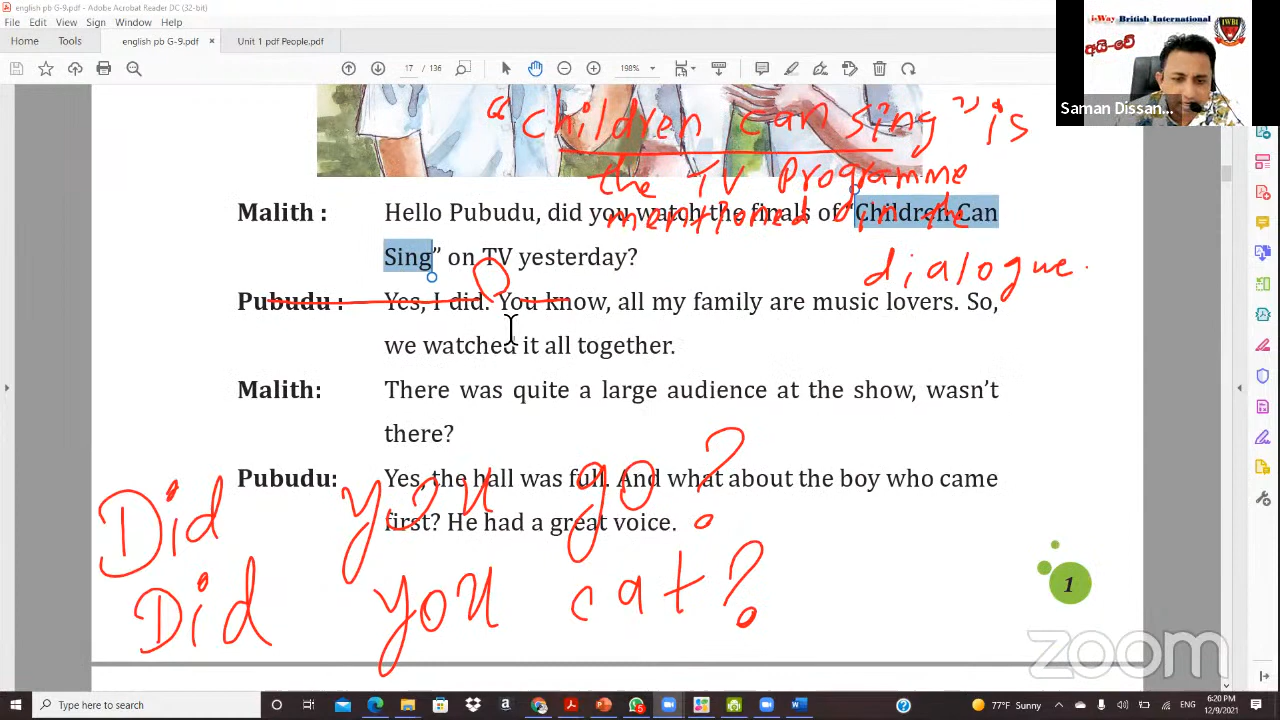 english pb G-9.pdf - Adobe Acrobat Reader DC (32-bit)
File Edit View Sign Window Help
Home Tools english pb G-9.pdf × Unit 1 pdf People.pdf
17 / 136 198%
i-Way British International
අයි-වේ
IWBI
Saman Dissan...
"Children can sing" is
the TV Programme
mentioned in the
dialogue.
Malith : Hello Pubudu, did you watch the finals of “Children Can
Sing” on TV yesterday?
Pubudu : Yes, I did. You know, all my family are music lovers. So,
we watched it all together.
Malith: There was quite a large audience at the show, wasn’t
there?
Pubudu: Yes, the hall was full. And what about the boy who came
first? He had a great voice.
Did you go?
Did you eat?
1
zoom
Type here to search
77°F Sunny
6:20 PM
12/9/2021